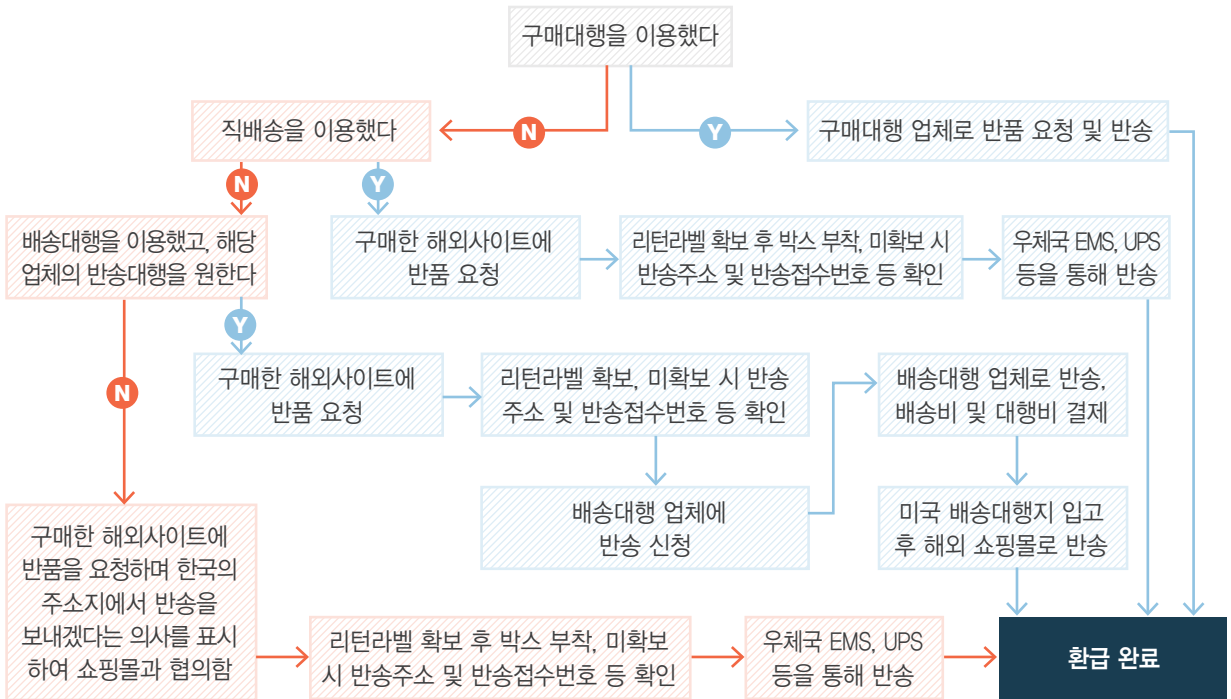 구매대행을 이용했다
직배송을 이용했다
N
Y
구매대행 업체로 반품 요청 및 반송
N
Y
배송대행을 이용했고, 해당
업체의 반송대행을 원한다
구매한 해외사이트에
반품 요청
리턴라벨 확보 후 박스 부착, 미확보 시
반송주소 및 반송접수번호 등 확인
우체국 EMS, UPS
등을 통해 반송
N
Y
구매한 해외사이트에
반품 요청
리턴라벨 확보, 미확보 시 반송
주소 및 반송접수번호 등 확인
배송대행 업체로 반송,
배송비 및 대행비 결제
배송대행 업체에
반송 신청
미국 배송대행지 입고
후 해외 쇼핑몰로 반송
구매한 해외사이트에
반품을 요청하며 한국의
주소지에서 반송을
보내겠다는 의사를 표시
하여 쇼핑몰과 협의함
리턴라벨 확보 후 박스 부착, 미확보
시 반송주소 및 반송접수번호 등 확인
우체국 EMS, UPS
등을 통해 반송
환급 완료